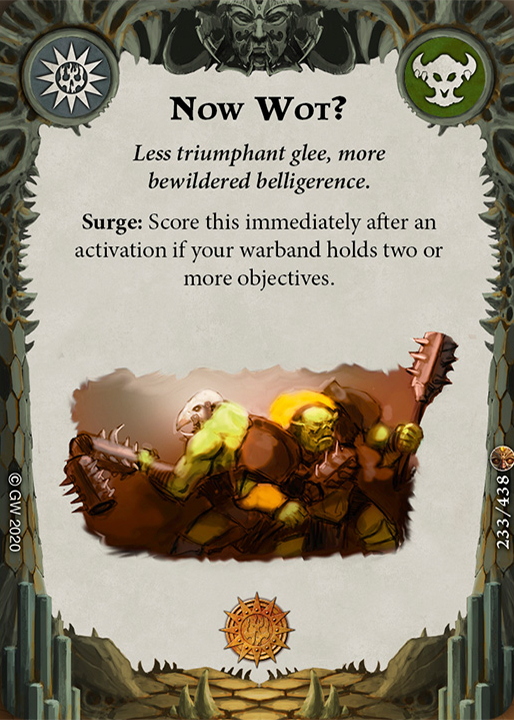 Now Wot?
Less triumphant glee, more
bewildered belligerence.
Surge: Score this immediately after an
activation if your warband holds two or
more objectives.
© GW 2020
233/438